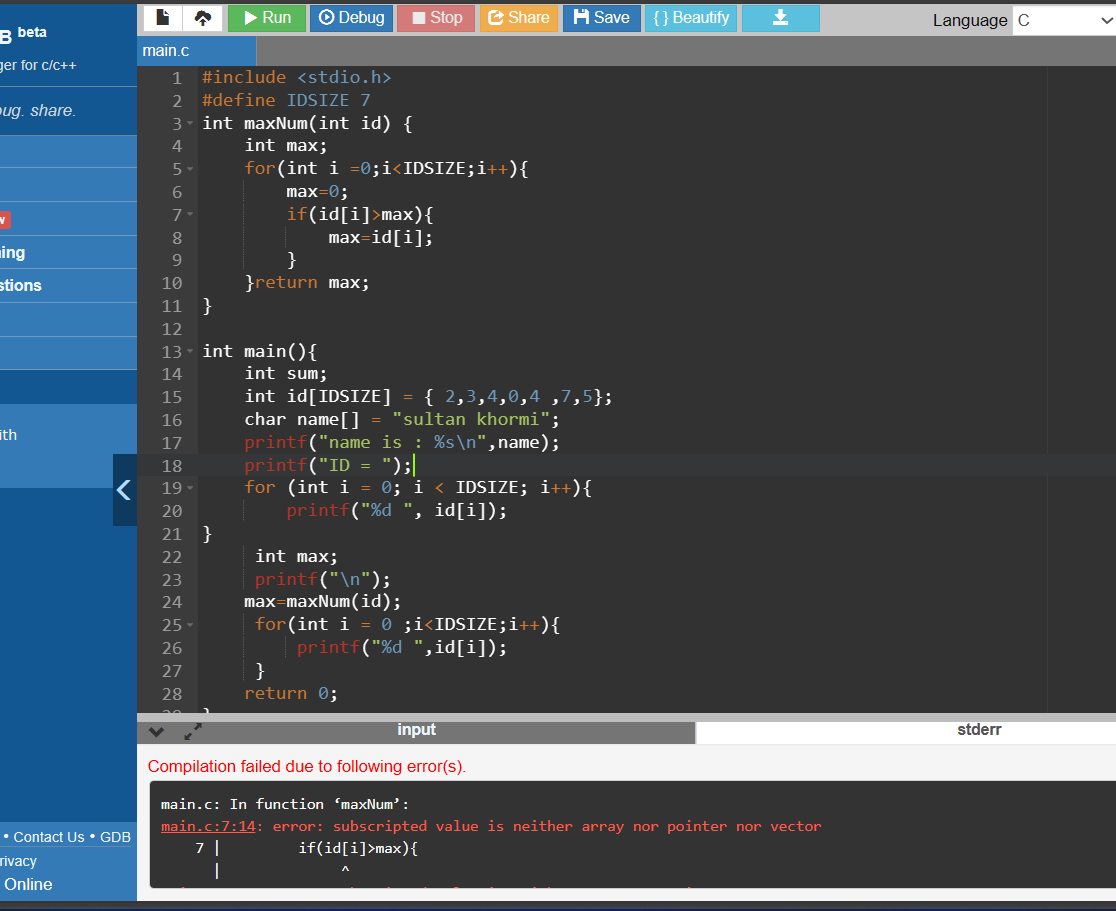 beta
ger for c/c++
bug. share.
Run Debug Stop Share Save { } Beautify
Language C
main.c
1 #include <stdio.h>
2 #define IDSIZE 7
3 int maxNum(int id) {
4     int max;
5     for(int i =0;i<IDSIZE;i++){
6         max=0;
7         if(id[i]>max){
8             max=id[i];
9         }
10     }return max;
11 }
12
13 int main(){
14     int sum;
15     int id[IDSIZE] = { 2,3,4,0,4 ,7,5};
16     char name[] = "sultan khormi";
17     printf("name is : %s\n",name);
18     printf("ID = ");
19     for (int i = 0; i < IDSIZE; i++){
20         printf("%d ", id[i]);
21 }
22      int max;
23      printf("\n");
24     max=maxNum(id);
25      for(int i = 0 ;i<IDSIZE;i++){
26          printf("%d ",id[i]);
27      }
28     return 0;
input
stderr
Compilation failed due to following error(s).
main.c: In function ‘maxNum’:
main.c:7:14: error: subscripted value is neither array nor pointer nor vector
7 |         if(id[i]>max){
|              ^
• Contact Us • GDB
Online